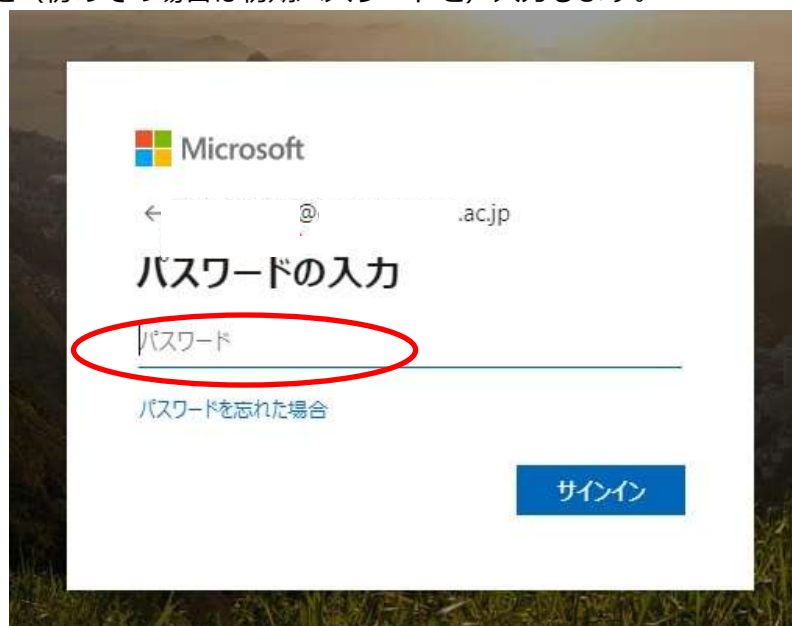 Microsoft
← @ .ac.jp
パスワードの入力
パスワード
パスワードを忘れた場合
サインイン